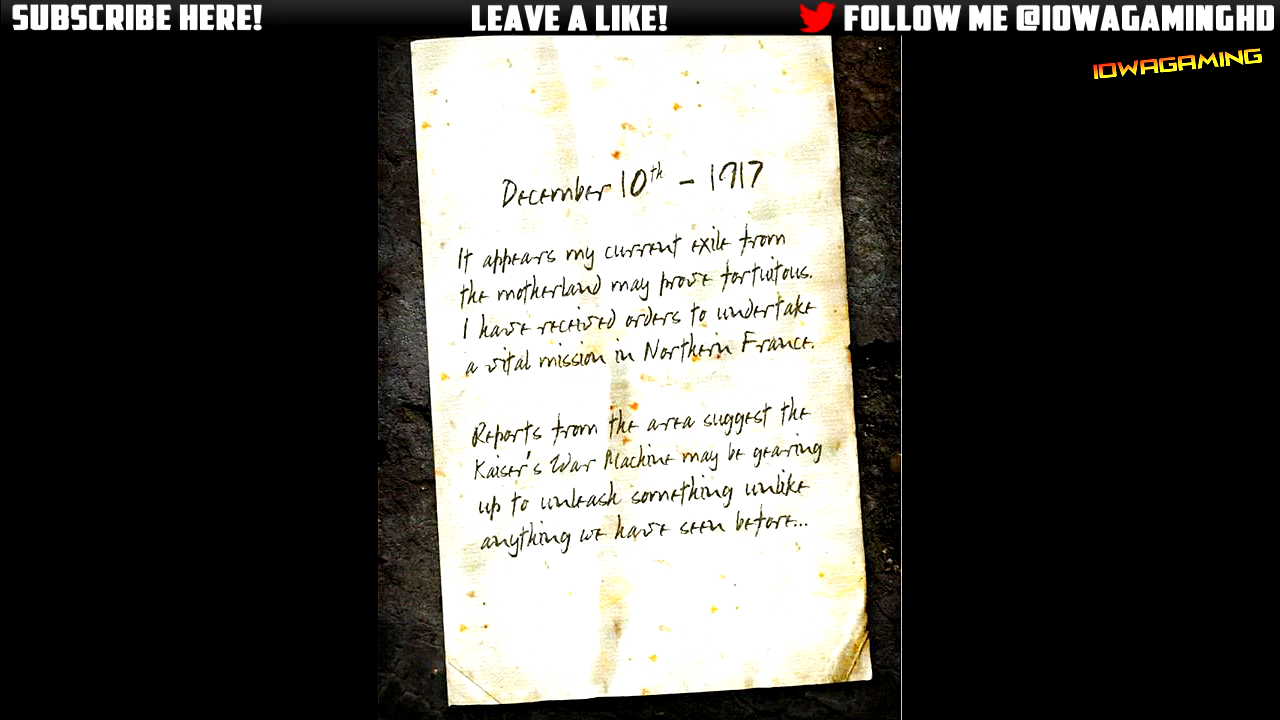 SUBSCRIBE HERE!
LEAVE A LIKE!
FOLLOW ME @IOWAGAMINGHD
IOWAGAMING
December 10th - 1917
It appears my current exile from
the motherland may prove fortuitous.
I have received orders to undertake
a vital mission in Northern France.
Reports from the area suggest the
Kaiser's War Machine may be gearing
up to unleash something unlike
anything we have seen before...